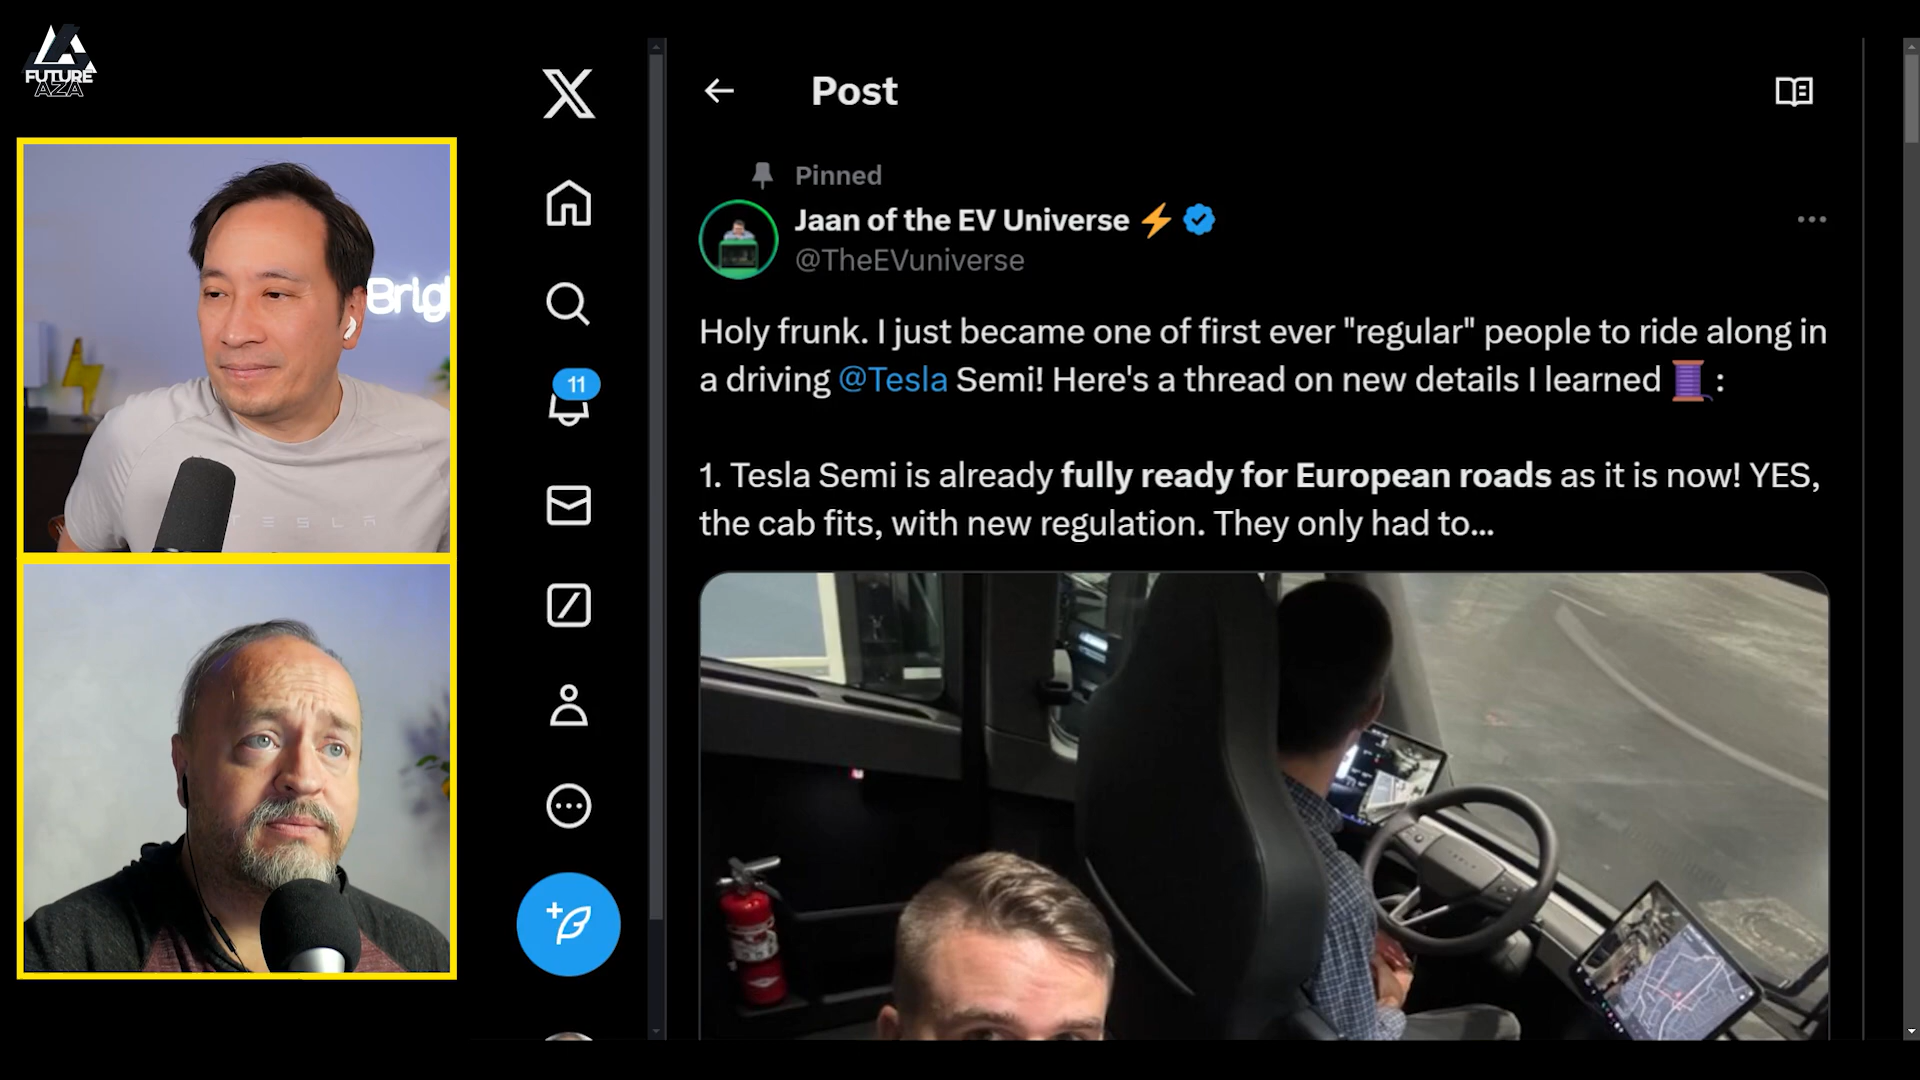 FUTURE
AZA
Brig
TESLA
11
Post
Pinned
Jaan of the EV Universe
@TheEVuniverse
Holy frunk. I just became one of first ever "regular" people to ride along in
a driving @Tesla Semi! Here's a thread on new details I learned :
1. Tesla Semi is already fully ready for European roads as it is now! YES,
the cab fits, with new regulation. They only had to...